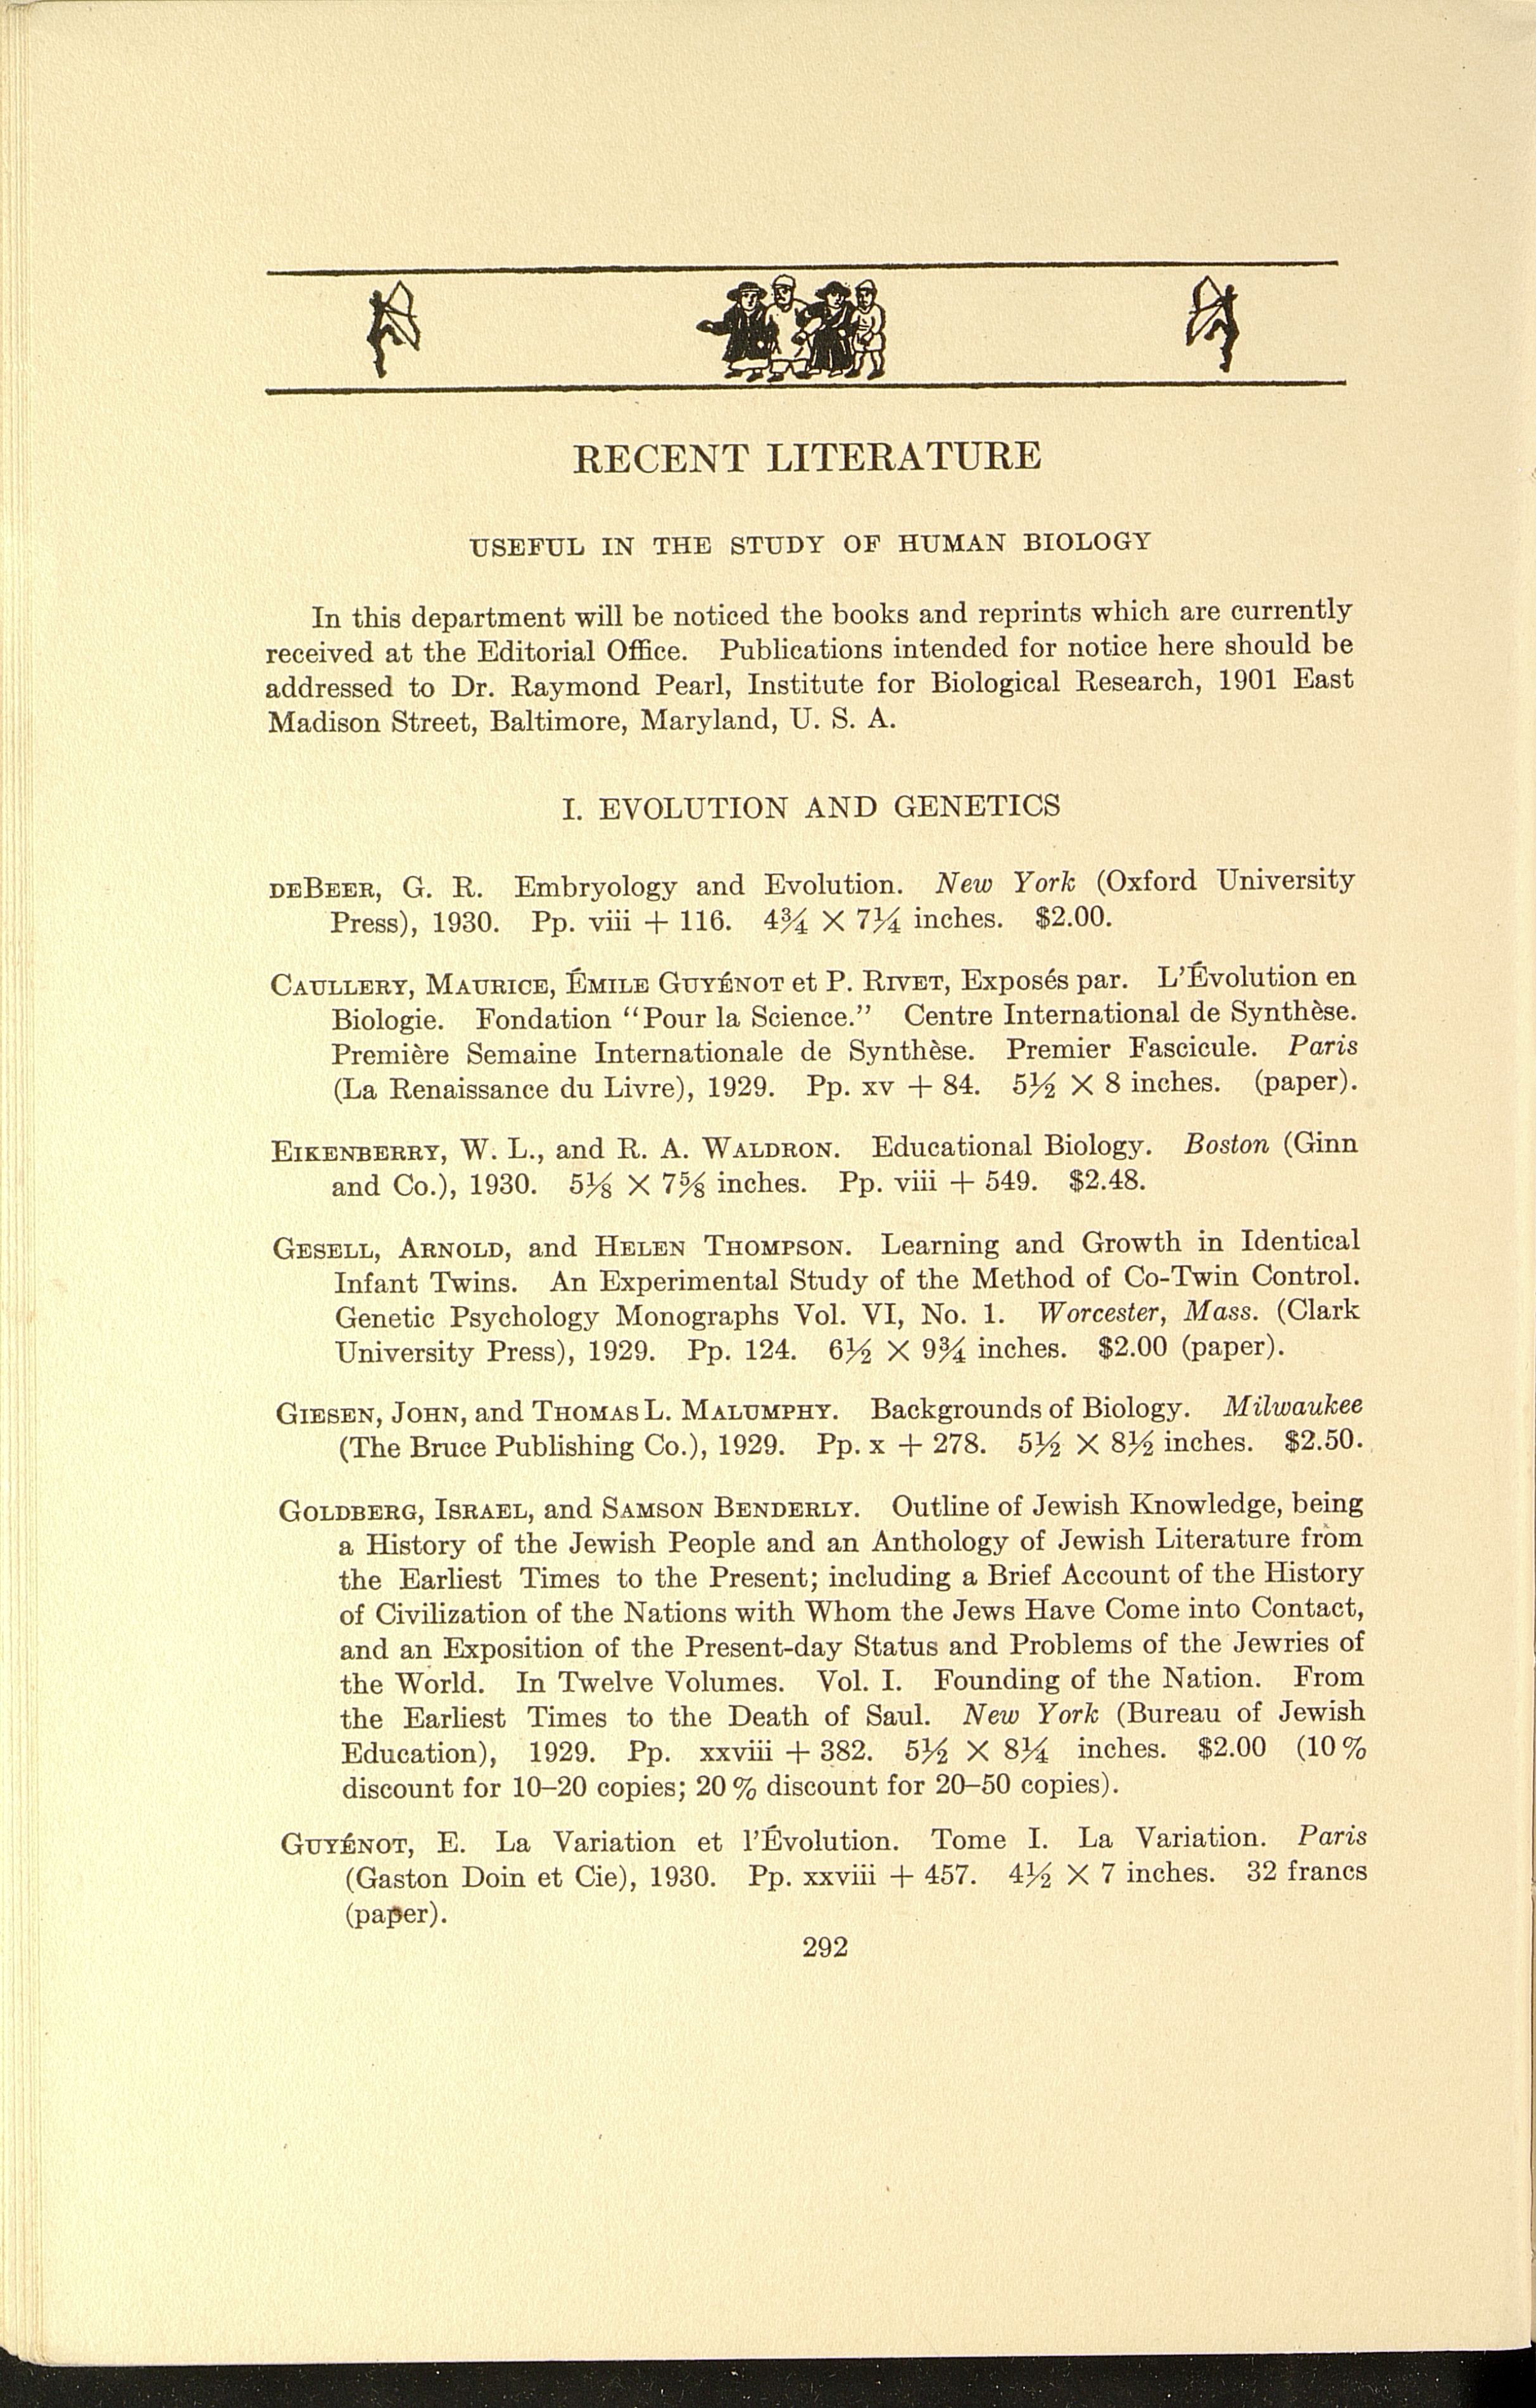 RECENT LITERATURE
USEFUL IN THE STUDY OF HUMAN BIOLOGY
In this department will be noticed the books and reprints which are currently
received at the Editorial Office. Publications intended for notice here should be
addressed to Dr. Raymond Pearl, Institute for Biological Research, 1901 East
Madison Street, Baltimore, Maryland, U. S. A.
I. EVOLUTION AND GENETICS
DEBEER, G. R. Embryology and Evolution. New York (Oxford University
Press), 1930. Pp. viii + 116. 4¾ × 7¼ inches. $2.00.
CAULLERY, MAURICE, ÉMILE GUYÉNOT et P. RIVET, Exposés par. L'Évolution en
Biologie. Fondation "Pour la Science." Centre International de Synthèse.
Première Semaine Internationale de Synthèse. Premier Fascicule. Paris
(La Renaissance du Livre), 1929. Pp. xv + 84. 5½ × 8 inches. (paper).
EIKENBERRY, W. L., and R. A. WALDRON. Educational Biology. Boston (Ginn
and Co.), 1930. 5⅛ × 7⅝ inches. Pp. viii + 549. $2.48.
GESELL, ARNOLD, and HELEN THOMPSON. Learning and Growth in Identical
Infant Twins. An Experimental Study of the Method of Co-Twin Control.
Genetic Psychology Monographs Vol. VI, No. 1. Worcester, Mass. (Clark
University Press), 1929. Pp. 124. 6½ × 9¾ inches. $2.00 (paper).
GIESEN, JOHN, and THOMAS L. MALUMPHY. Backgrounds of Biology. Milwaukee
(The Bruce Publishing Co.), 1929. Pp. x + 278. 5½ × 8½ inches. $2.50.
GOLDBERG, ISRAEL, and SAMSON BENDERLY. Outline of Jewish Knowledge, being
a History of the Jewish People and an Anthology of Jewish Literature from
the Earliest Times to the Present; including a Brief Account of the History
of Civilization of the Nations with Whom the Jews Have Come into Contact,
and an Exposition of the Present-day Status and Problems of the Jewries of
the World. In Twelve Volumes. Vol. I. Founding of the Nation. From
the Earliest Times to the Death of Saul. New York (Bureau of Jewish
Education), 1929. Pp. xxviii + 382. 5½ × 8¼ inches. $2.00 (10%
discount for 10–20 copies; 20% discount for 20–50 copies).
GUYÉNOT, E. La Variation et l'Évolution. Tome I. La Variation. Paris
(Gaston Doin et Cie), 1930. Pp. xxviii + 457. 4½ × 7 inches. 32 francs
(paper).
292